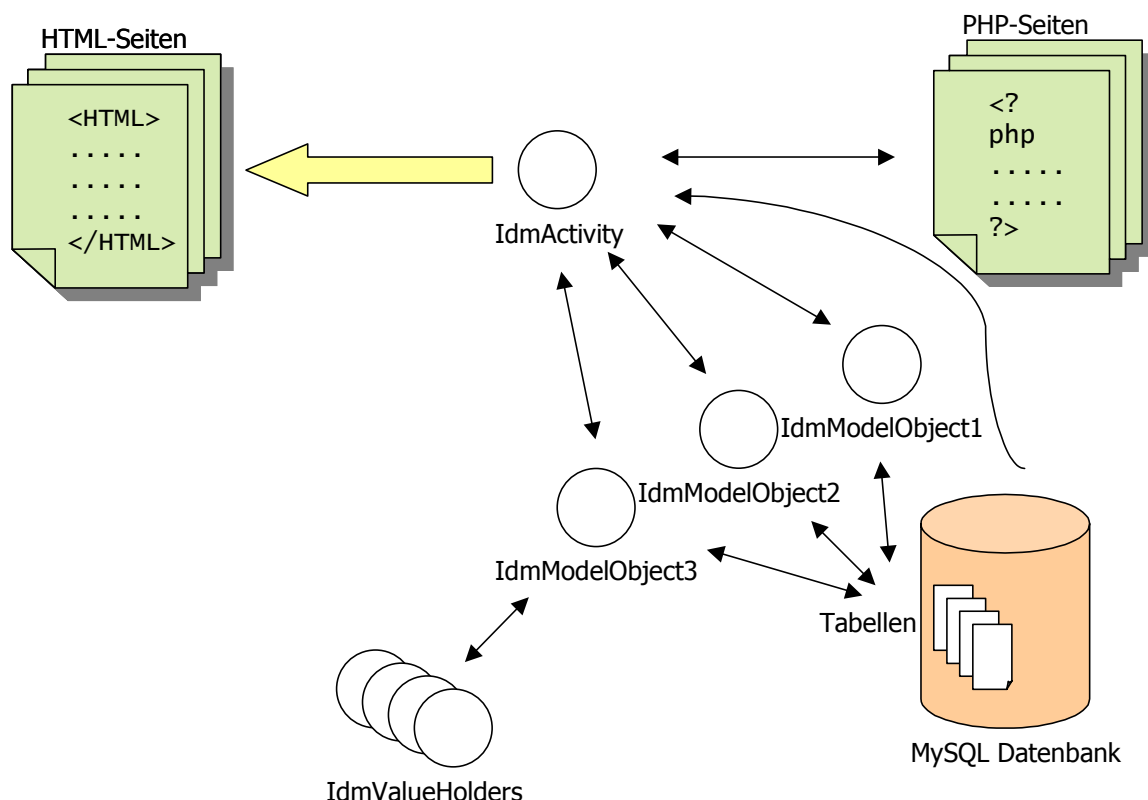 HTML-Seiten
<HTML>
.....
.....
.....
</HTML>
PHP-Seiten
<?
php
.....
.....
?>
IdmActivity
IdmModelObject1
IdmModelObject2
IdmModelObject3
Tabellen
MySQL Datenbank
IdmValueHolders